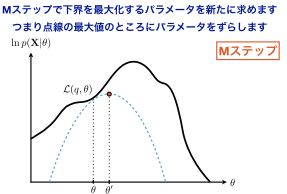 Mステップで下界を最大化するパラメータを新たに求めます
つまり点線の最大値のところにパラメータをずらします
ln p(X|θ)
Mステップ
ℒ(q, θ)
θ
θ θ′